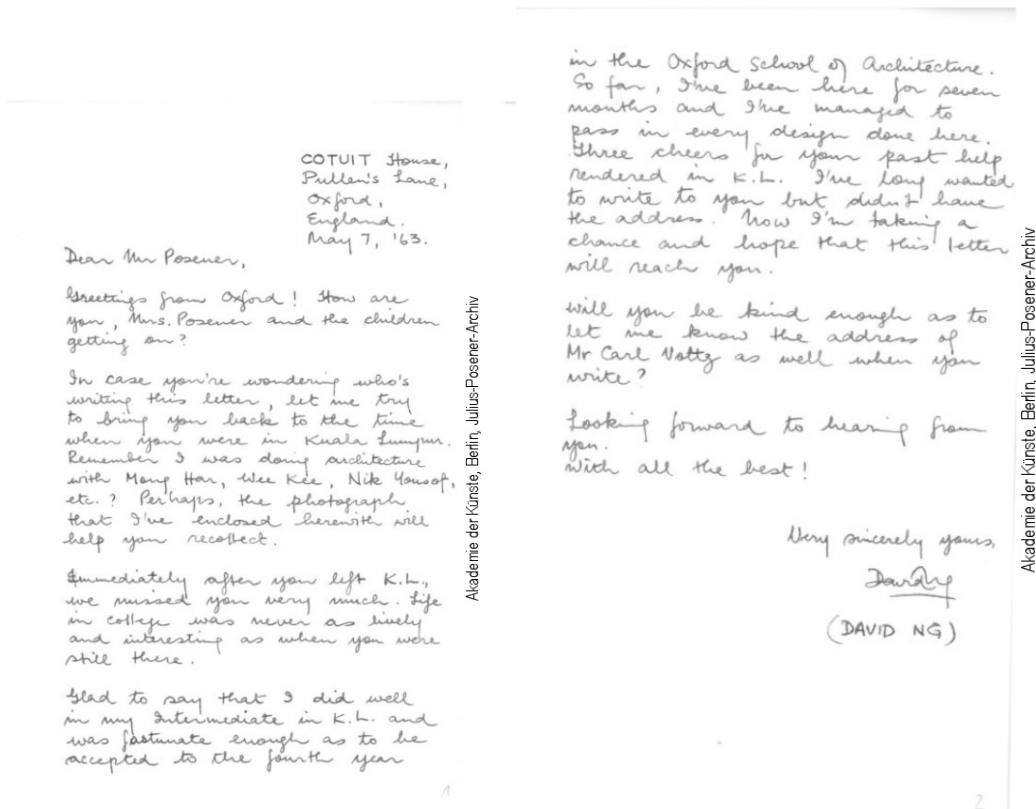 COTUIT House,
Pullen's Lane,
Oxford,
England.
May 7, '63.
Dear Mr Posener,
Greetings from Oxford! How are
you, Mrs. Posener and the children
getting on?
In case you're wondering who's
writing this letter, let me try
to bring you back to the time
when you were in Kuala Lumpur.
Remember I was doing architecture
with Mong Har, Wee Kee, Nik Yousof,
etc.? Perhaps, the photograph
that I've enclosed herewith will
help you recollect.
Immediately after you left K.L.,
we missed you very much. Life
in college was never as lively
and interesting as when you were
still there.
Glad to say that I did well
in my Intermediate in K.L. and
was fortunate enough as to be
accepted to the fourth year
1
Akademie der Künste, Berlin, Julius-Posener-Archiv
in the Oxford School of Architecture.
So far, I've been here for seven
months and I've managed to
pass in every design done here.
Three cheers for your past help
rendered in K.L. I've long wanted
to write to you but didn't have
the address. Now I'm taking a
chance and hope that this letter
will reach you.
Will you be kind enough as to
let me know the address of
Mr Carl Voltz as well when you
write?
Looking forward to hearing from
you.
With all the best!
Very sincerely yours,
David Ng
(DAVID NG)
2
Akademie der Künste, Berlin, Julius-Posener-Archiv